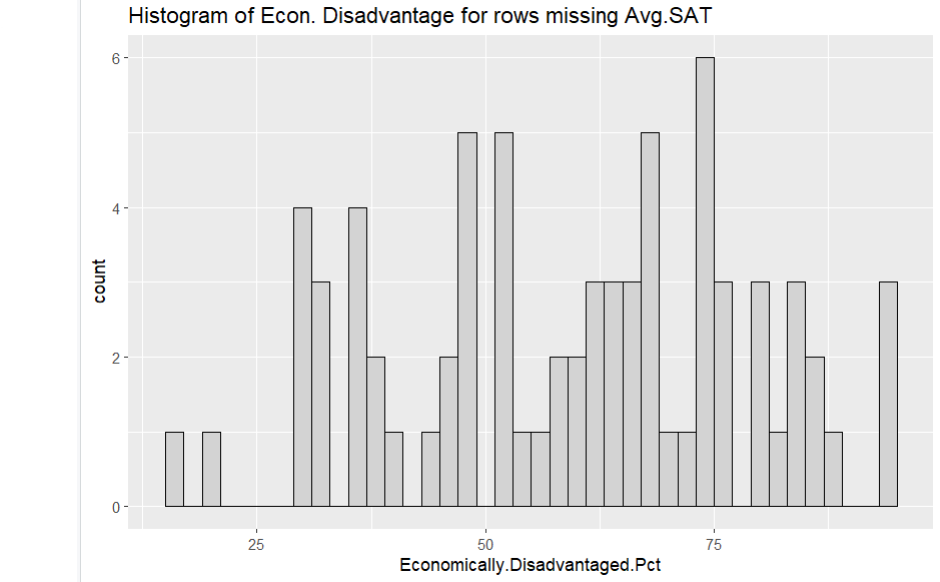 Histogram of Econ. Disadvantage for rows missing Avg.SAT
6
4
count
2
0
25 50 75
Economically.Disadvantaged.Pct